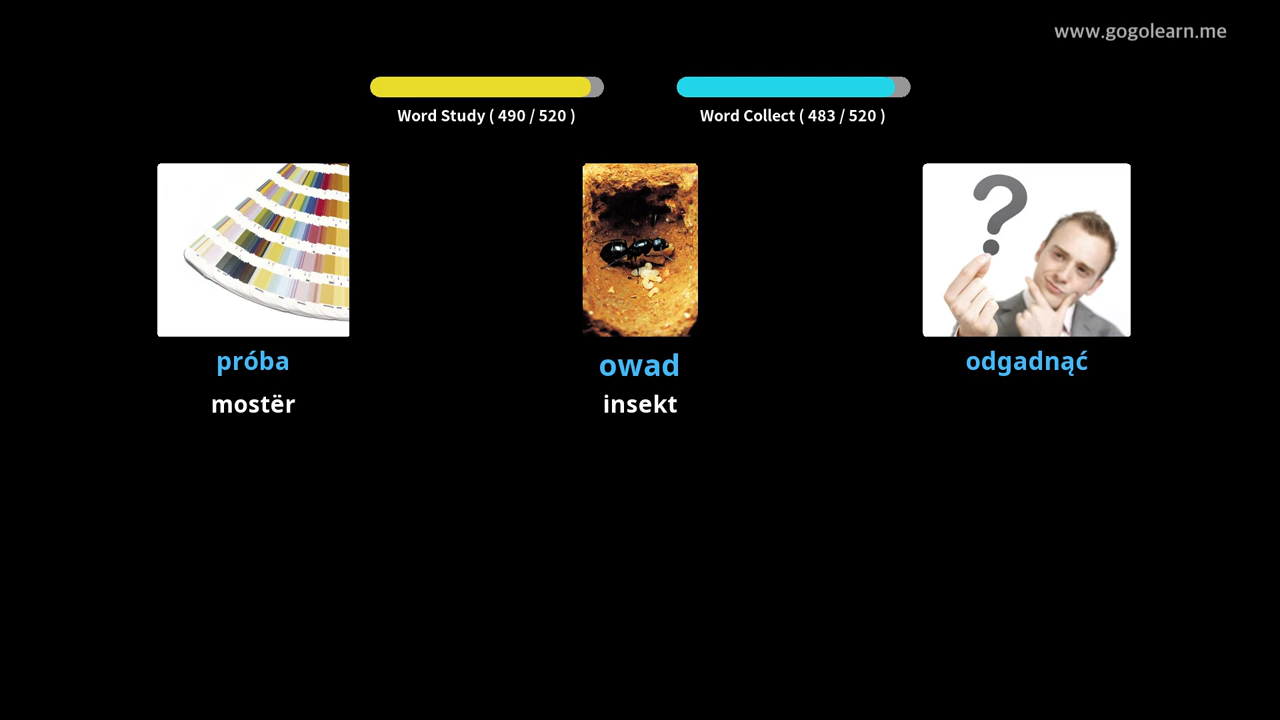 www.gogolearn.me
Word Study ( 490 / 520 )
Word Collect ( 483 / 520 )
próba
owad
odgadnąć
mostër
insekt